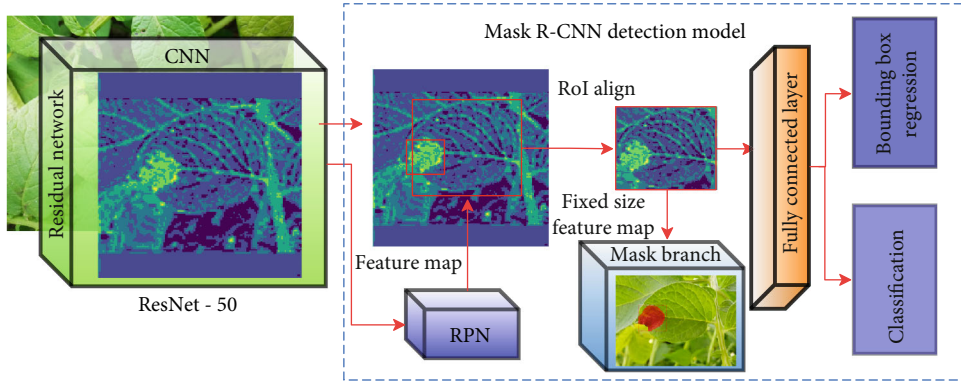 CNN
Residual network
ResNet - 50
Mask R-CNN detection model
RoI align
Feature map
RPN
Fixed size
feature map
Mask branch
Fully connected layer
Bounding box
regression
Classification